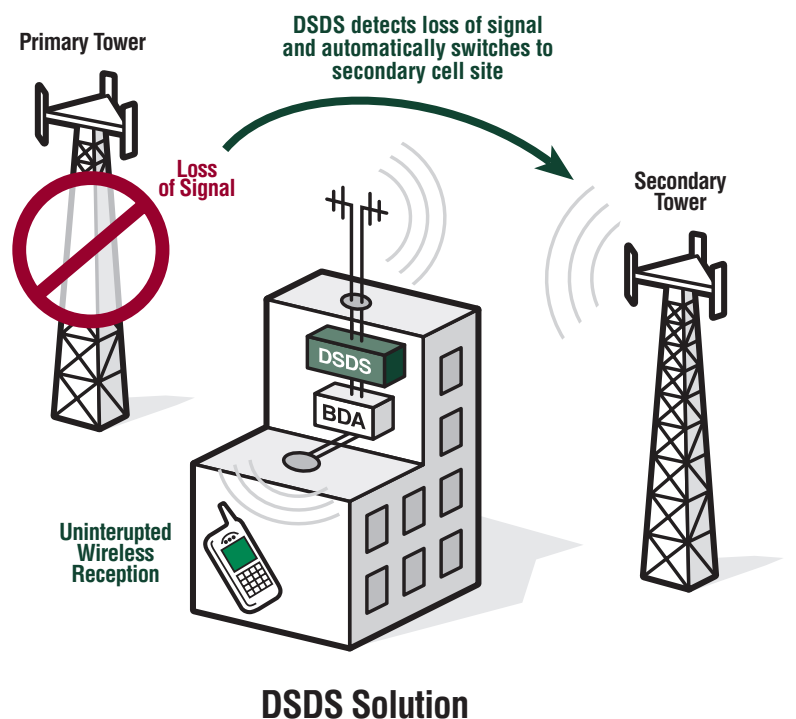 Primary Tower
DSDS detects loss of signal
and automatically switches to
secondary cell site
Loss
of Signal
Secondary
Tower
DSDS
BDA
Uninterupted
Wireless
Reception
DSDS Solution